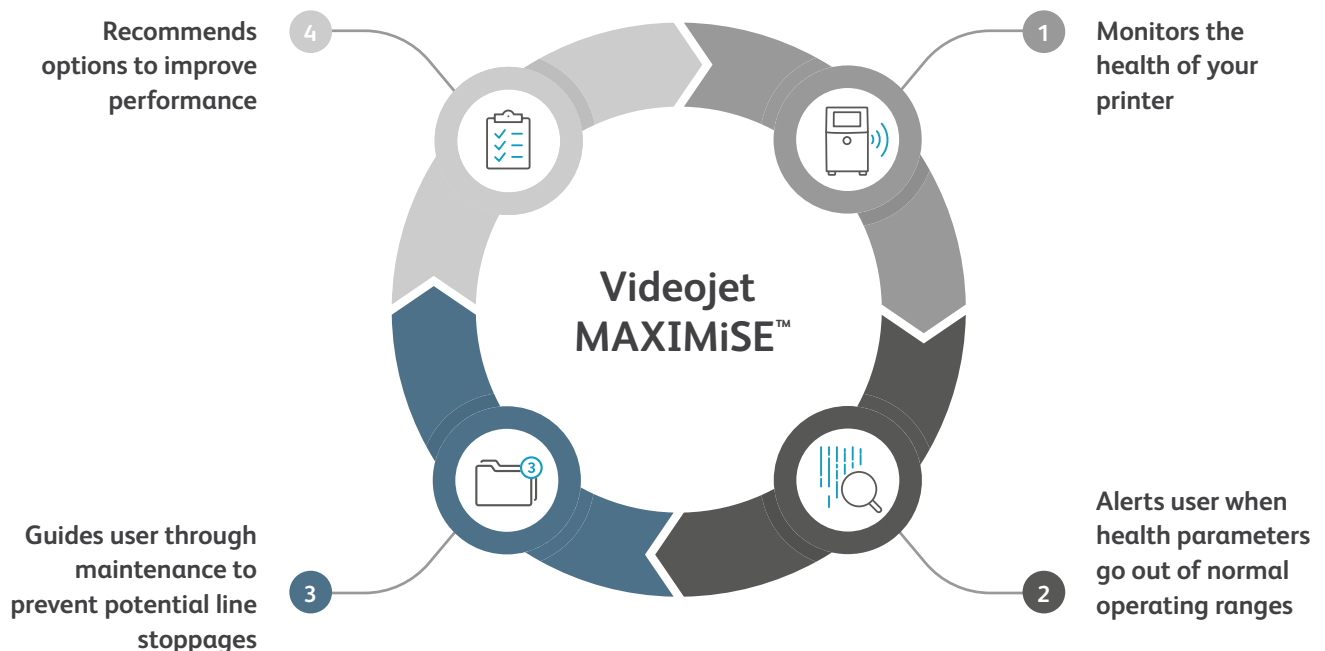 4
Recommends
options to improve
performance
1
Monitors the
health of your
printer
Videojet
MAXIMiSE™
3
Guides user through
maintenance to
prevent potential line
stoppages
3
2
Alerts user when
health parameters
go out of normal
operating ranges